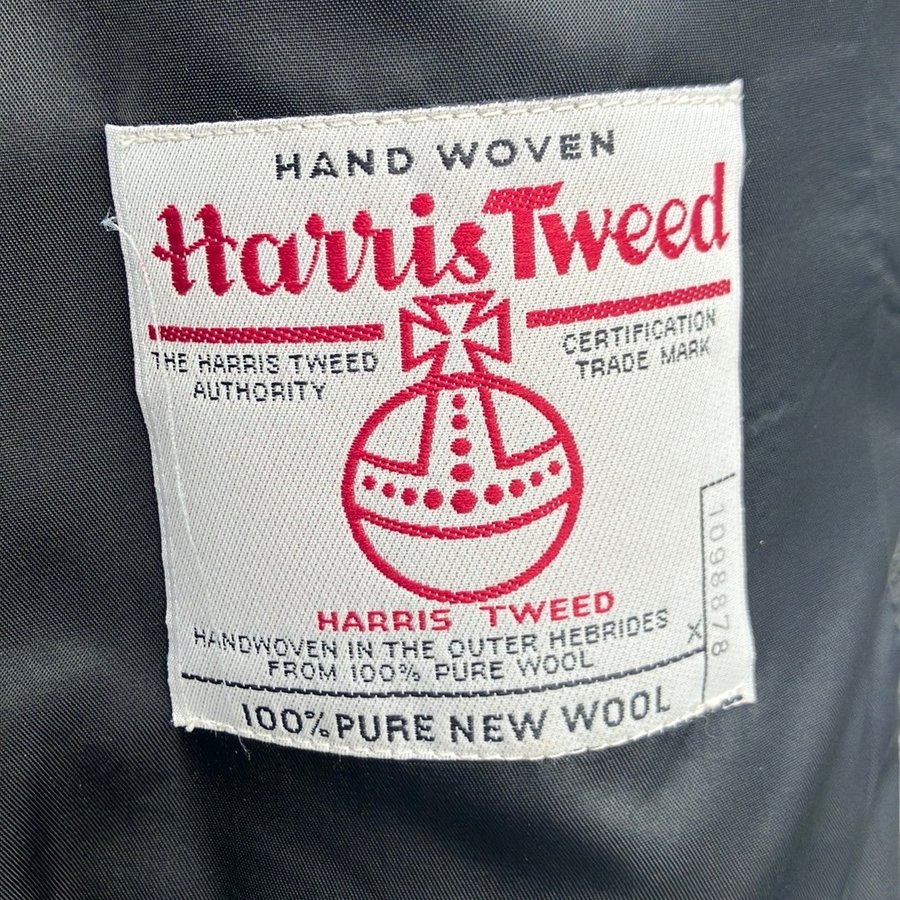 HAND WOVEN
Harris Tweed
THE HARRIS TWEED
AUTHORITY
CERTIFICATION
TRADE MARK
HARRIS TWEED
HANDWOVEN IN THE OUTER HEBRIDES
FROM 100% PURE WOOL
X
1098878
100% PURE NEW WOOL